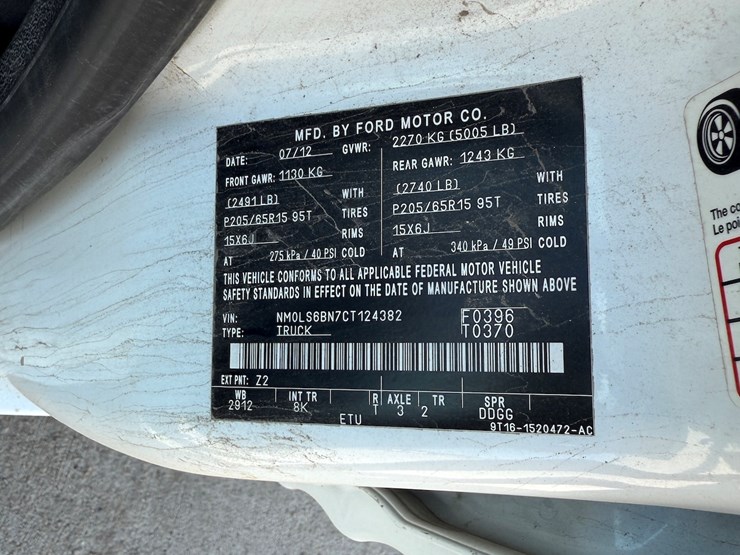 MFD. BY FORD MOTOR CO.
DATE: 07/12 GVWR: 2270 KG (5005 LB)
FRONT GAWR: 1130 KG REAR GAWR: 1243 KG
(2491 LB) WITH (2740 LB) WITH
P205/65R15 95T TIRES P205/65R15 95T TIRES
15X6J RIMS 15X6J RIMS
AT 275 kPa / 40 PSI COLD AT 340 kPa / 49 PSI COLD
THIS VEHICLE CONFORMS TO ALL APPLICABLE FEDERAL MOTOR VEHICLE
SAFETY STANDARDS IN EFFECT ON THE DATE OF MANUFACTURE SHOWN ABOVE
VIN: NM0LS6BN7CT124382 F0396
TYPE: TRUCK T0370
EXT PNT: Z2
WB INT TR R AXLE TR SPR
2912 8K T 3 2 DDGG
ETU
9T16-1520472-AC
The co
Le poi